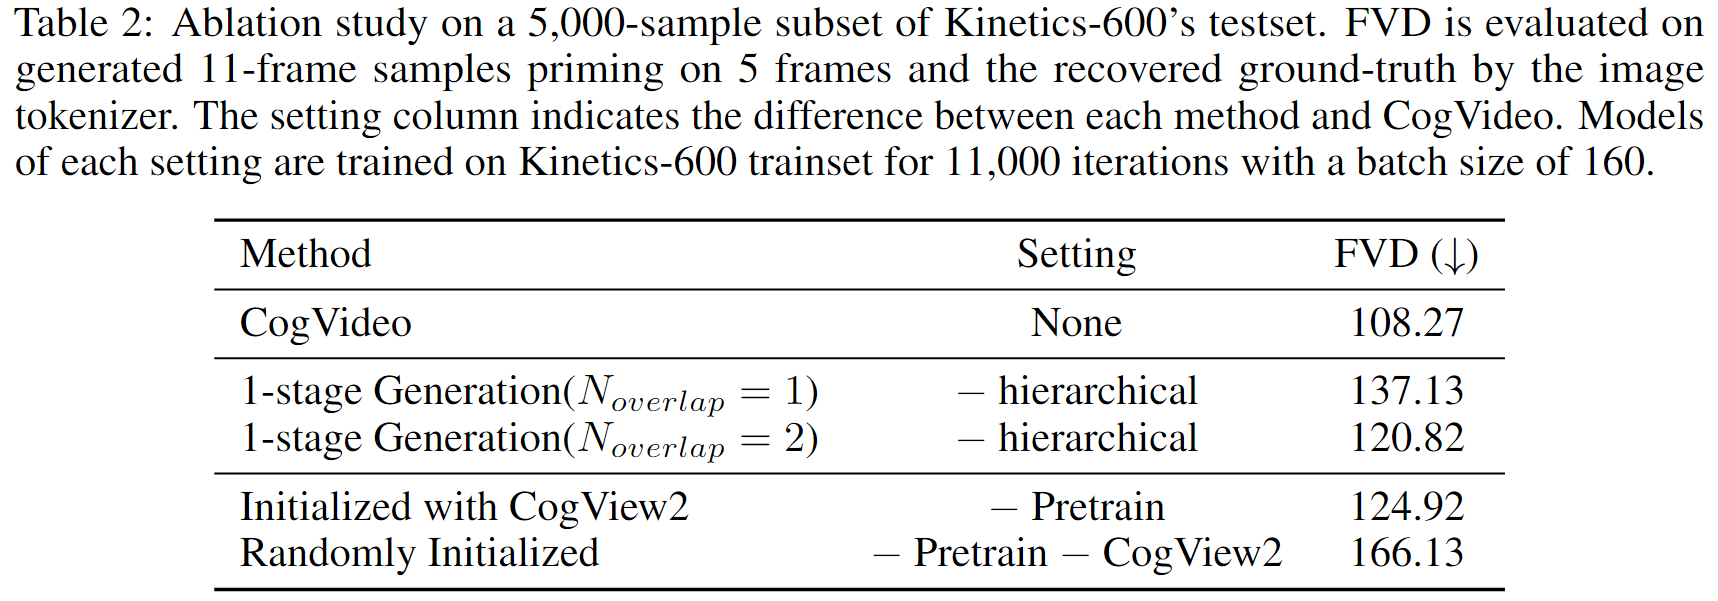 Table 2: Ablation study on a 5,000-sample subset of Kinetics-600's testset. FVD is evaluated on
generated 11-frame samples priming on 5 frames and the recovered ground-truth by the image
tokenizer. The setting column indicates the difference between each method and CogVideo. Models
of each setting are trained on Kinetics-600 trainset for 11,000 iterations with a batch size of 160.
Method Setting FVD (↓)
CogVideo None 108.27
1-stage Generation(N_overlap = 1) − hierarchical 137.13
1-stage Generation(N_overlap = 2) − hierarchical 120.82
Initialized with CogView2 − Pretrain 124.92
Randomly Initialized − Pretrain − CogView2 166.13